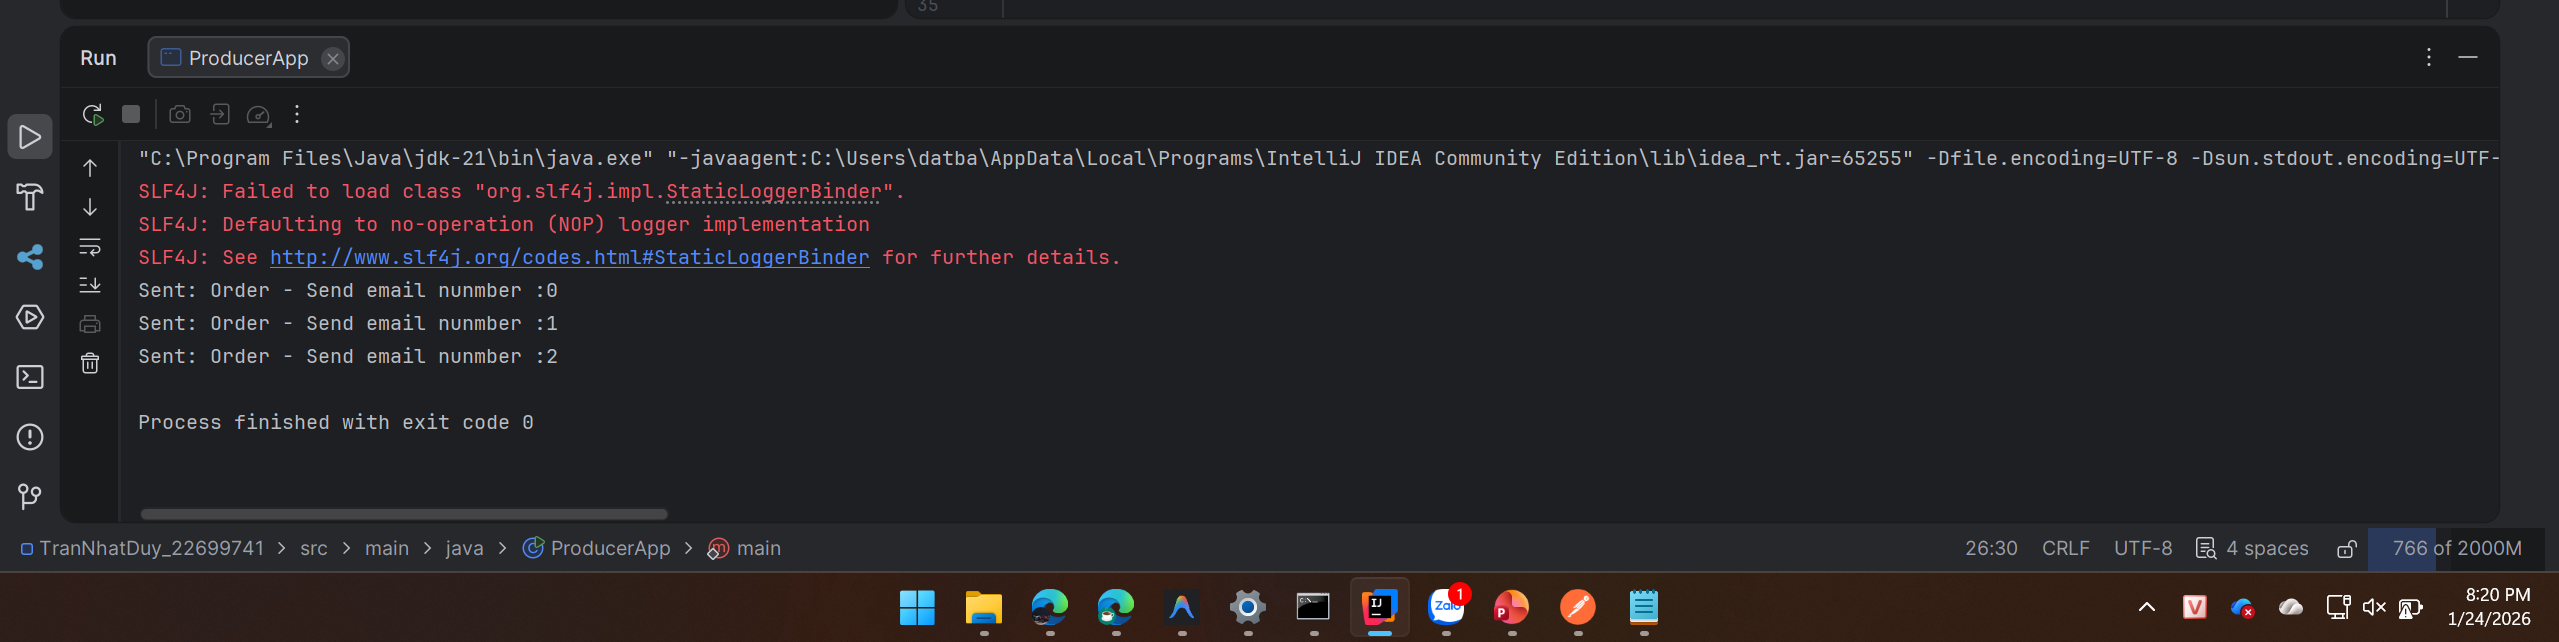 35
Run ProducerApp
"C:\Program Files\Java\jdk-21\bin\java.exe" "-javaagent:C:\Users\datba\AppData\Local\Programs\IntelliJ IDEA Community Edition\lib\idea_rt.jar=65255" -Dfile.encoding=UTF-8 -Dsun.stdout.encoding=UTF-
SLF4J: Failed to load class "org.slf4j.impl.StaticLoggerBinder".
SLF4J: Defaulting to no-operation (NOP) logger implementation
SLF4J: See http://www.slf4j.org/codes.html#StaticLoggerBinder for further details.
Sent: Order - Send email nunmber :0
Sent: Order - Send email nunmber :1
Sent: Order - Send email nunmber :2
Process finished with exit code 0
TranNhatDuy_22699741 > src > main > java > ProducerApp > main 26:30 CRLF UTF-8 4 spaces 766 of 2000M
IJ Zalo 1 P V
8:20 PM
1/24/2026